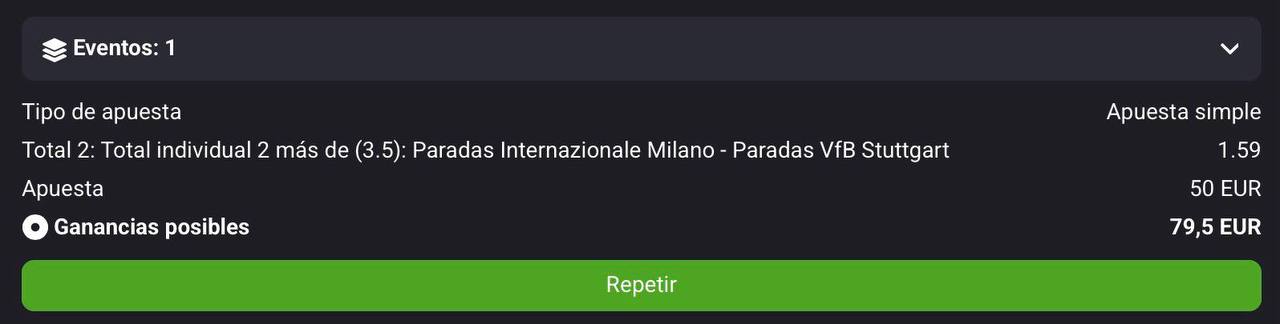 Eventos: 1
Tipo de apuesta Apuesta simple
Total 2: Total individual 2 más de (3.5): Paradas Internazionale Milano - Paradas VfB Stuttgart 1.59
Apuesta 50 EUR
Ganancias posibles 79,5 EUR
Repetir